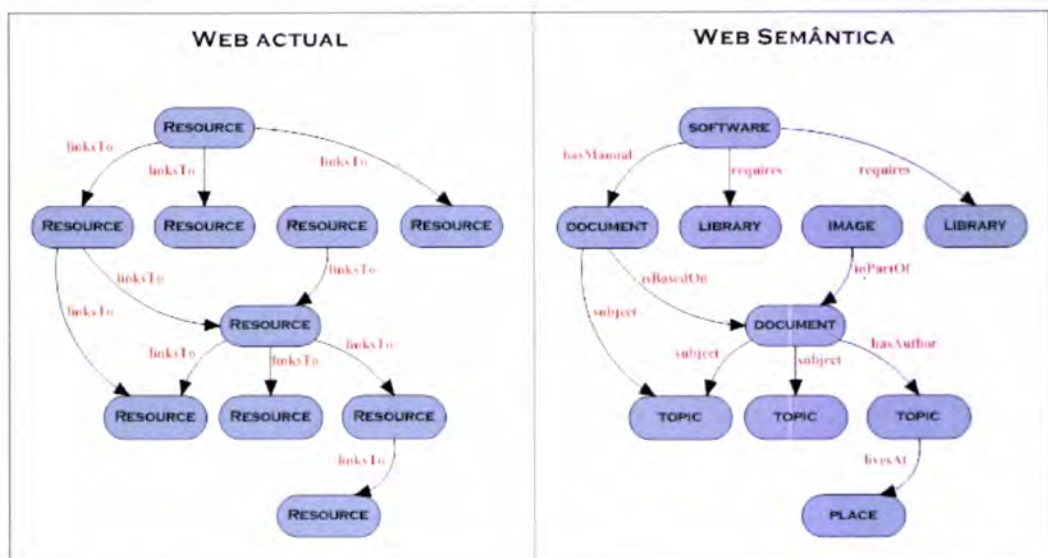 WEB ACTUAL
RESOURCE
linksTo
linksTo
linksTo
RESOURCE
RESOURCE
RESOURCE
RESOURCE
linksTo
linksTo
linksTo
RESOURCE
linksTo
linksTo
linksTo
RESOURCE
RESOURCE
RESOURCE
linksTo
RESOURCE
WEB SEMÂNTICA
SOFTWARE
hasManual
requires
requires
DOCUMENT
LIBRARY
IMAGE
LIBRARY
isBasedOn
isPartOf
subject
DOCUMENT
subject
subject
hasAuthor
TOPIC
TOPIC
TOPIC
livesAt
PLACE